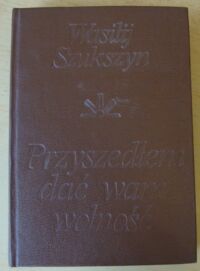 Wasilij
Szukszyn
Przyszedłem
dać wam
wolność